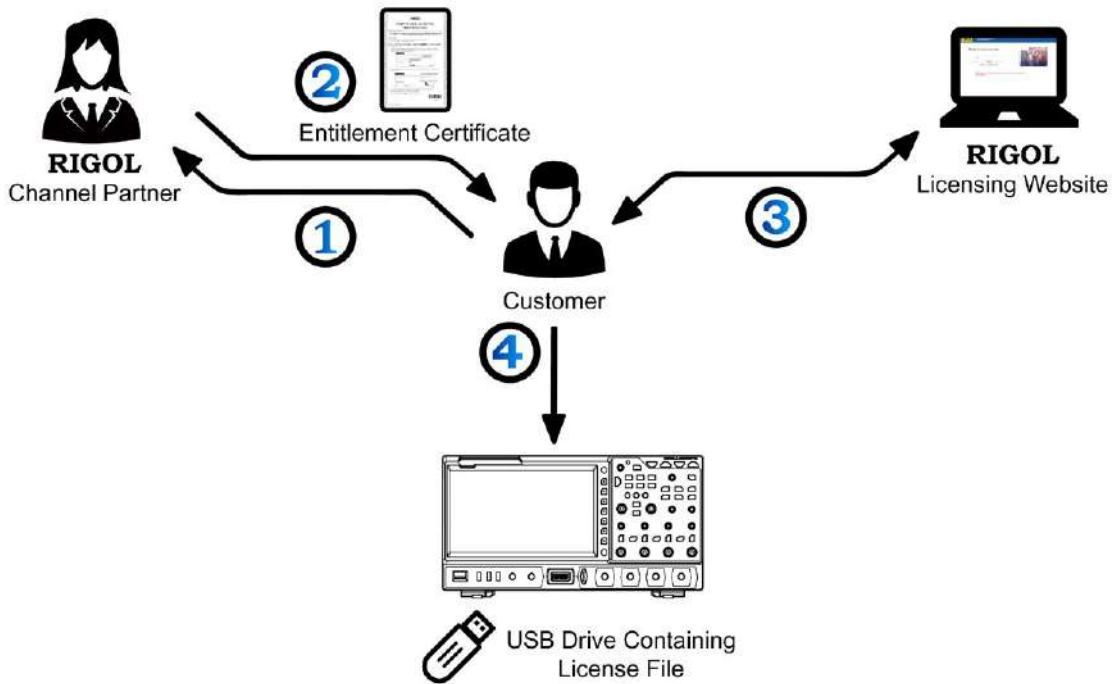 2
Entitlement Certificate
RIGOL
Channel Partner
1
RIGOL
Licensing Website
3
Customer
4
USB Drive Containing
License File